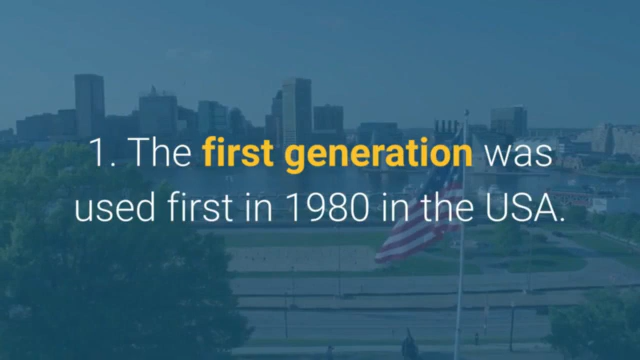 1. The first generation was
used first in 1980 in the USA.